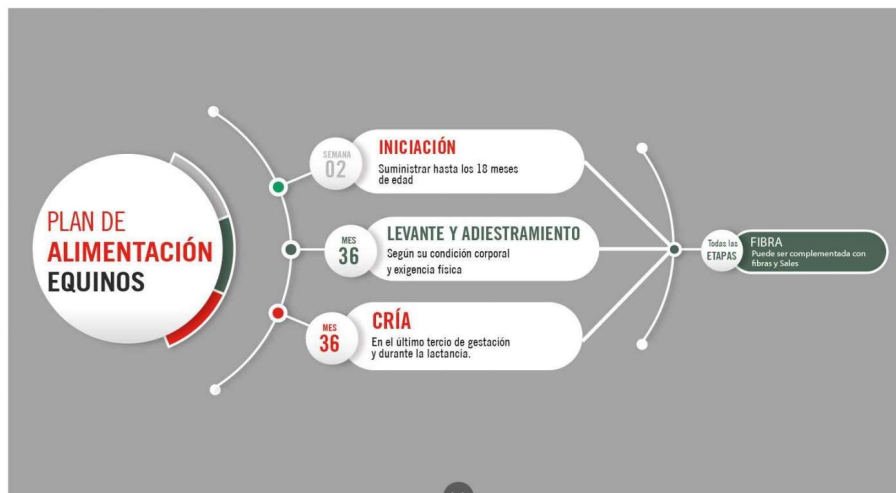 PLAN DE
ALIMENTACIÓN
EQUINOS
SEMANA
02
INICIACIÓN
Suministrar hasta los 18 meses
de edad
MES
36
LEVANTE Y ADIESTRAMIENTO
Según su condición corporal
y exigencia física
MES
36
CRÍA
En el último tercio de gestación
y durante la lactancia.
Todas las
ETAPAS
FIBRA
Puede ser complementada con
fibras y Sales